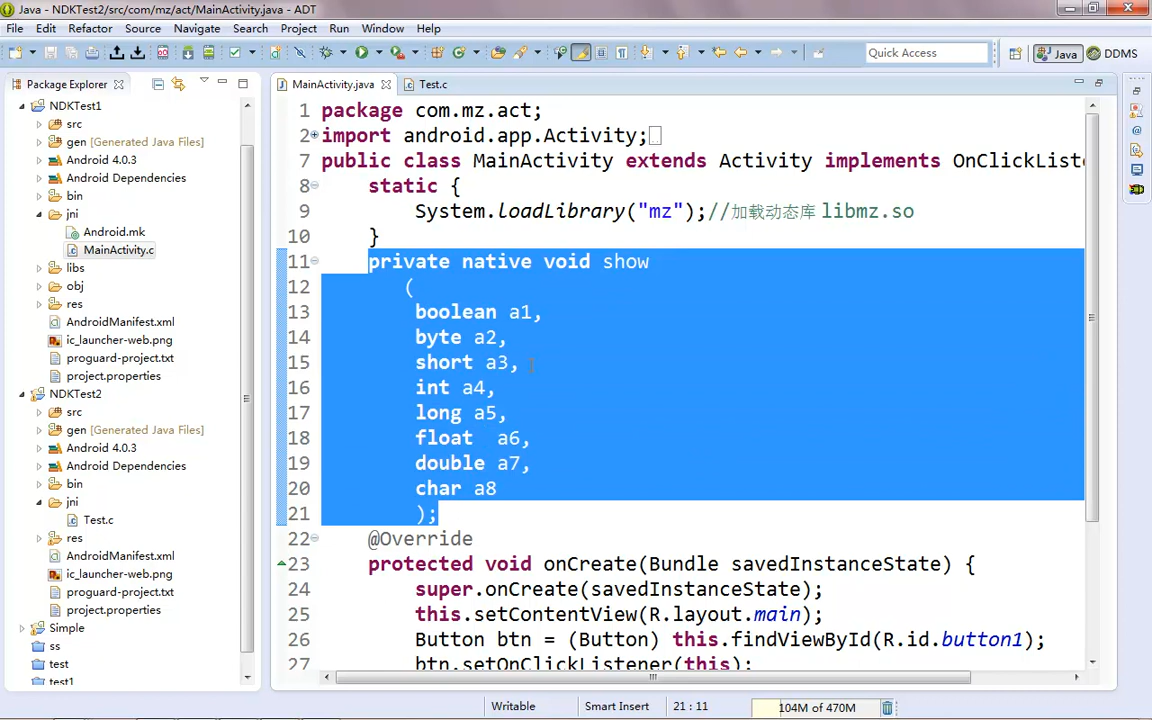 Java - NDKTest2/src/com/mz/act/MainActivity.java - ADT
File Edit Refactor Source Navigate Search Project Run Window Help
Quick Access
Java
DDMS
Package Explorer
NDKTest1
src
gen [Generated Java Files]
Android 4.0.3
Android Dependencies
bin
jni
Android.mk
MainActivity.c
libs
obj
res
AndroidManifest.xml
ic_launcher-web.png
proguard-project.txt
project.properties
NDKTest2
src
gen [Generated Java Files]
Android 4.0.3
Android Dependencies
bin
jni
Test.c
res
AndroidManifest.xml
ic_launcher-web.png
proguard-project.txt
project.properties
Simple
ss
test
test1
MainActivity.java
Test.c
1 package com.mz.act;
2 import android.app.Activity;
7 public class MainActivity extends Activity implements OnClickListe
8 static {
9 System.loadLibrary("mz");//加载动态库 libmz.so
10 }
11 private native void show
12 (
13 boolean a1,
14 byte a2,
15 short a3,
16 int a4,
17 long a5,
18 float  a6,
19 double a7,
20 char a8
21 );
22 @Override
23 protected void onCreate(Bundle savedInstanceState) {
24 super.onCreate(savedInstanceState);
25 this.setContentView(R.layout.main);
26 Button btn = (Button) this.findViewById(R.id.button1);
27 btn.setOnClickListener(this);
Writable
Smart Insert
21 : 11
104M of 470M